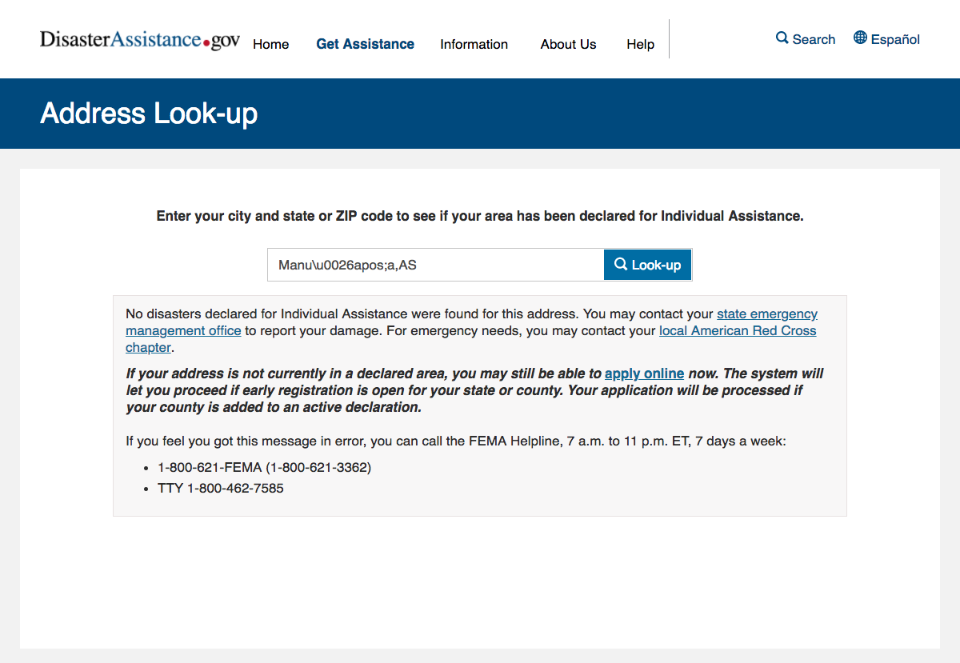 DisasterAssistance.gov Home Get Assistance Information About Us Help Search Español
Address Look-up
Enter your city and state or ZIP code to see if your area has been declared for Individual Assistance.
Manu\u0026apos;a,AS Look-up
No disasters declared for Individual Assistance were found for this address. You may contact your state emergency
management office to report your damage. For emergency needs, you may contact your local American Red Cross
chapter.
If your address is not currently in a declared area, you may still be able to apply online now. The system will
let you proceed if early registration is open for your state or county. Your application will be processed if
your county is added to an active declaration.
If you feel you got this message in error, you can call the FEMA Helpline, 7 a.m. to 11 p.m. ET, 7 days a week:
• 1-800-621-FEMA (1-800-621-3362)
• TTY 1-800-462-7585